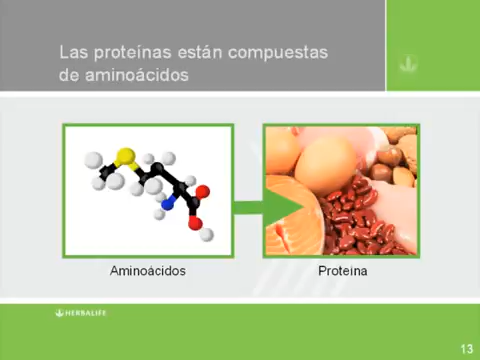 Las proteínas están compuestas
de aminoácidos
Aminoácidos
Proteína
HERBALIFE
13